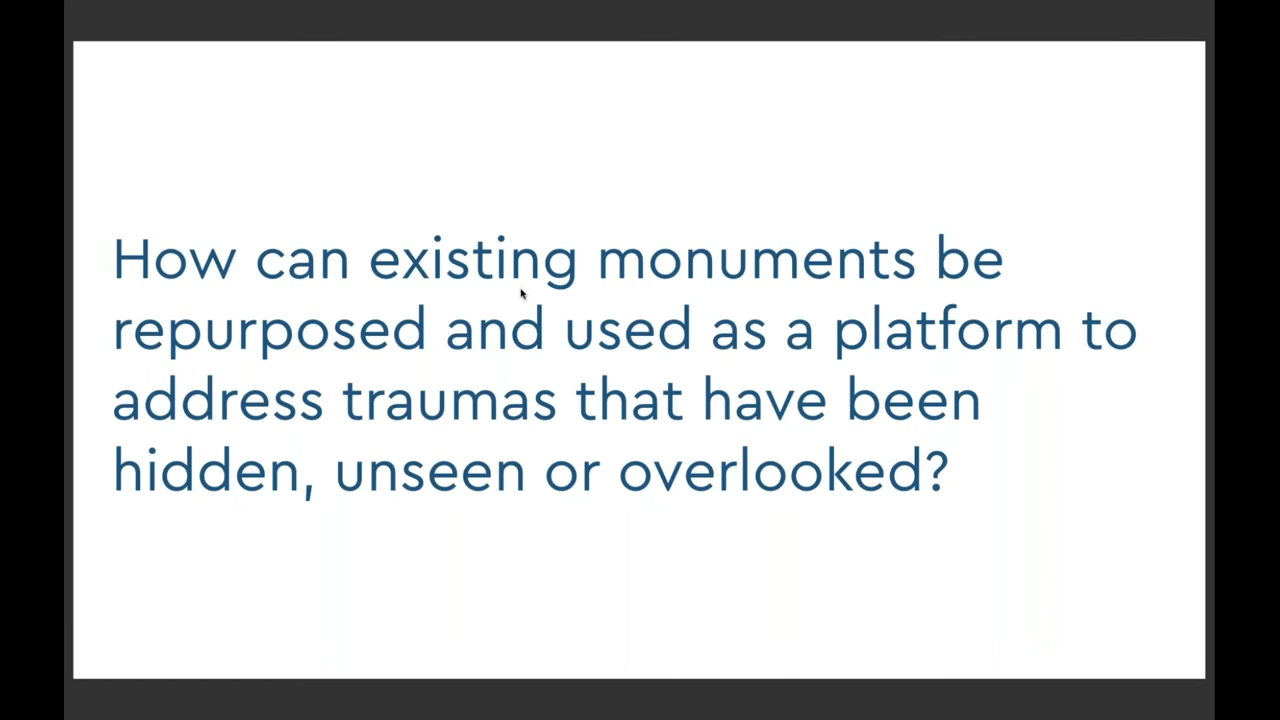 How can existing monuments be
repurposed and used as a platform to
address traumas that have been
hidden, unseen or overlooked?